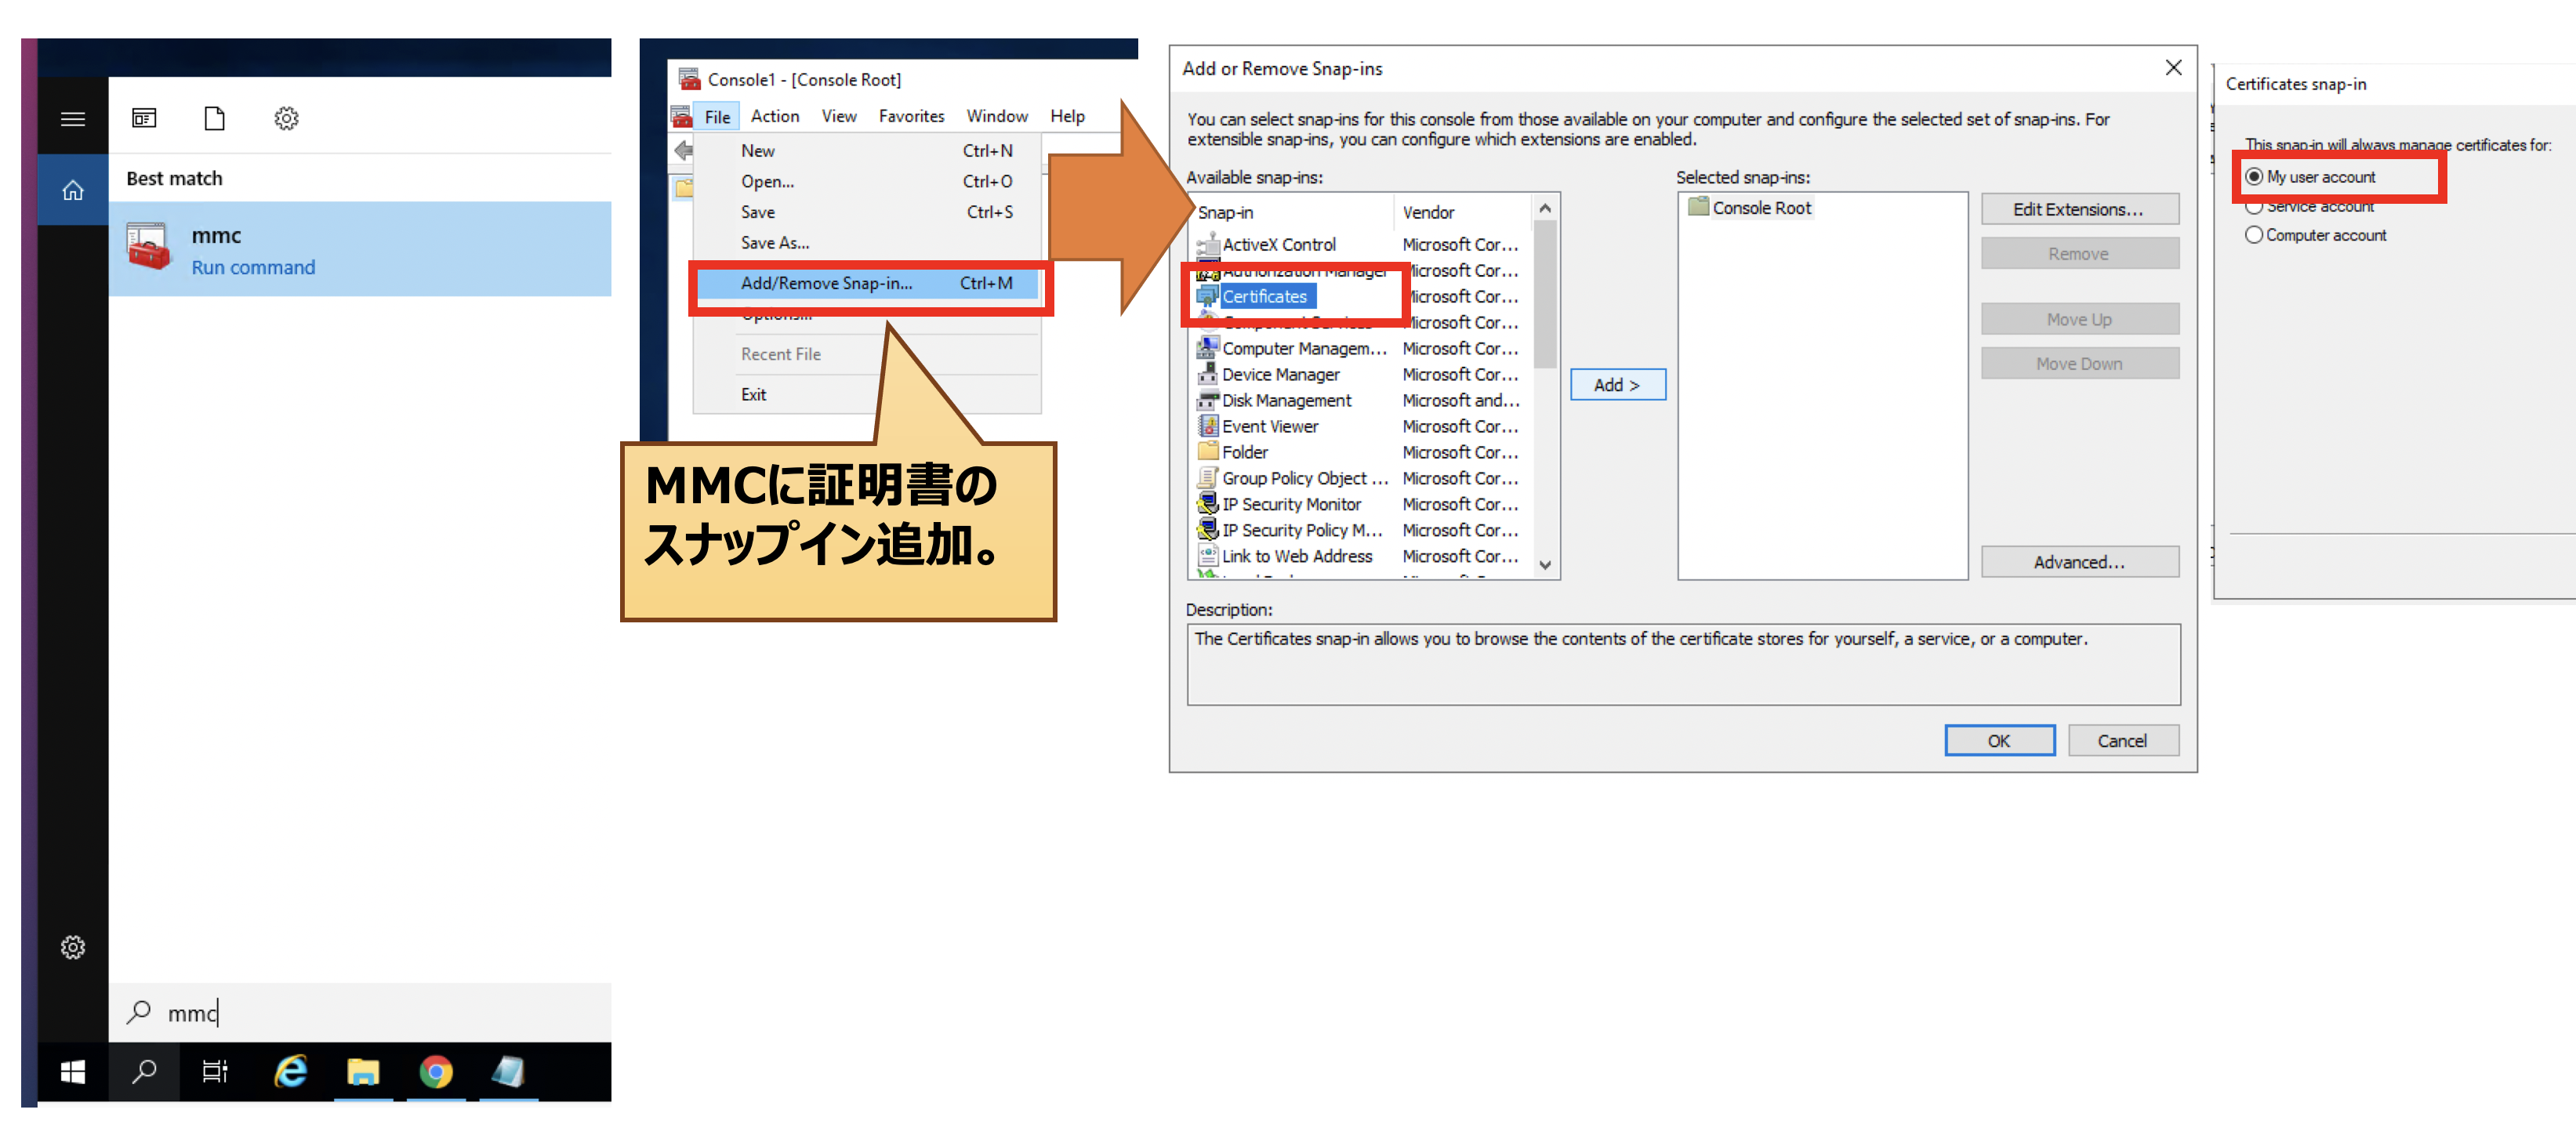 Best match
mmc
Run command
mmc
Console1 - [Console Root]
File Action View Favorites Window Help
New Ctrl+N
Open... Ctrl+O
Save Ctrl+S
Save As...
Add/Remove Snap-in... Ctrl+M
Options...
Recent File
Exit
MMCに証明書の
スナップイン追加。
Add or Remove Snap-ins
You can select snap-ins for this console from those available on your computer and configure the selected set of snap-ins. For
extensible snap-ins, you can configure which extensions are enabled.
Available snap-ins:
Snap-in Vendor
ActiveX Control Microsoft Cor...
Authorization Manager Microsoft Cor...
Certificates Microsoft Cor...
Component Services Microsoft Cor...
Computer Managem... Microsoft Cor...
Device Manager Microsoft Cor...
Disk Management Microsoft and...
Event Viewer Microsoft Cor...
Folder Microsoft Cor...
Group Policy Object ... Microsoft Cor...
IP Security Monitor Microsoft Cor...
IP Security Policy M... Microsoft Cor...
Link to Web Address Microsoft Cor...
Add >
Selected snap-ins:
Console Root
Edit Extensions...
Remove
Move Up
Move Down
Advanced...
Description:
The Certificates snap-in allows you to browse the contents of the certificate stores for yourself, a service, or a computer.
OK Cancel
Certificates snap-in
This snap-in will always manage certificates for:
My user account
Service account
Computer account